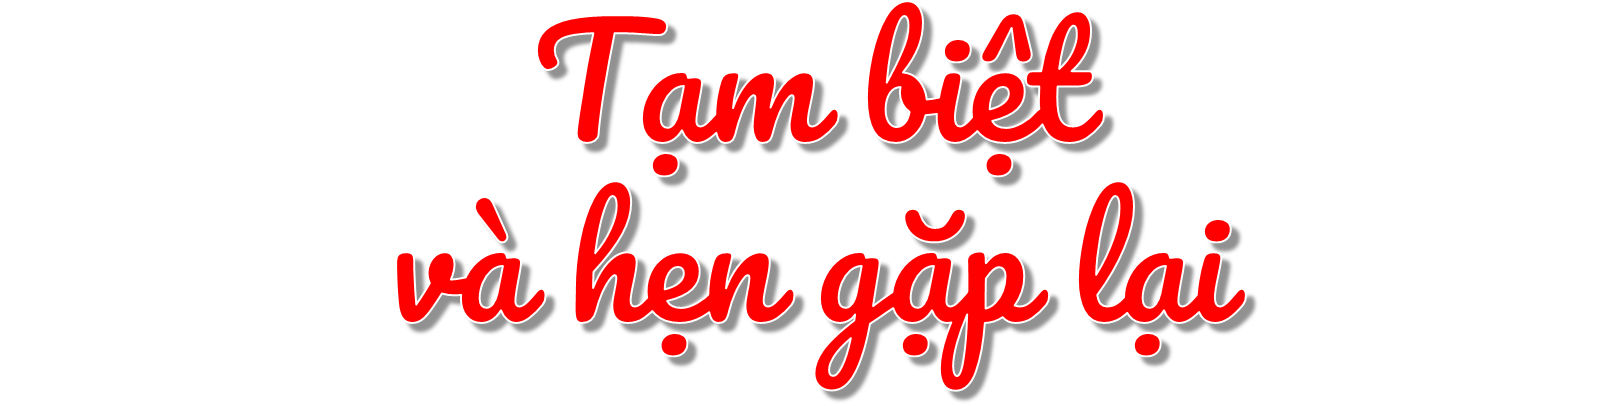 Tạm biệt
và hẹn gặp lại